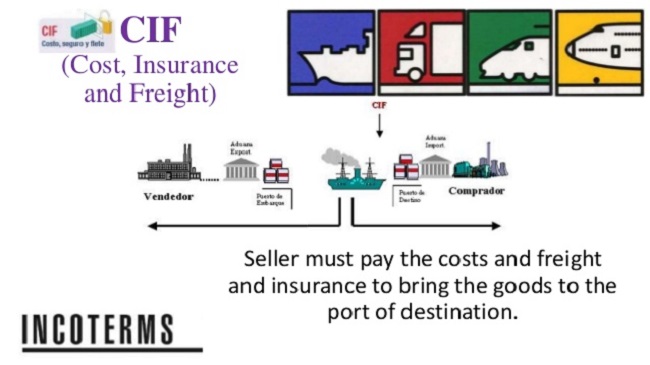 CIF
Costo, seguro y flete
CIF
(Cost, Insurance
and Freight)
CIF
Aduana
Export.
Aduana
Import.
Vendedor
Puerto de
Embarque
Puerto de
Destino
Comprador
Seller must pay the costs and freight
and insurance to bring the goods to the
port of destination.
INCOTERMS